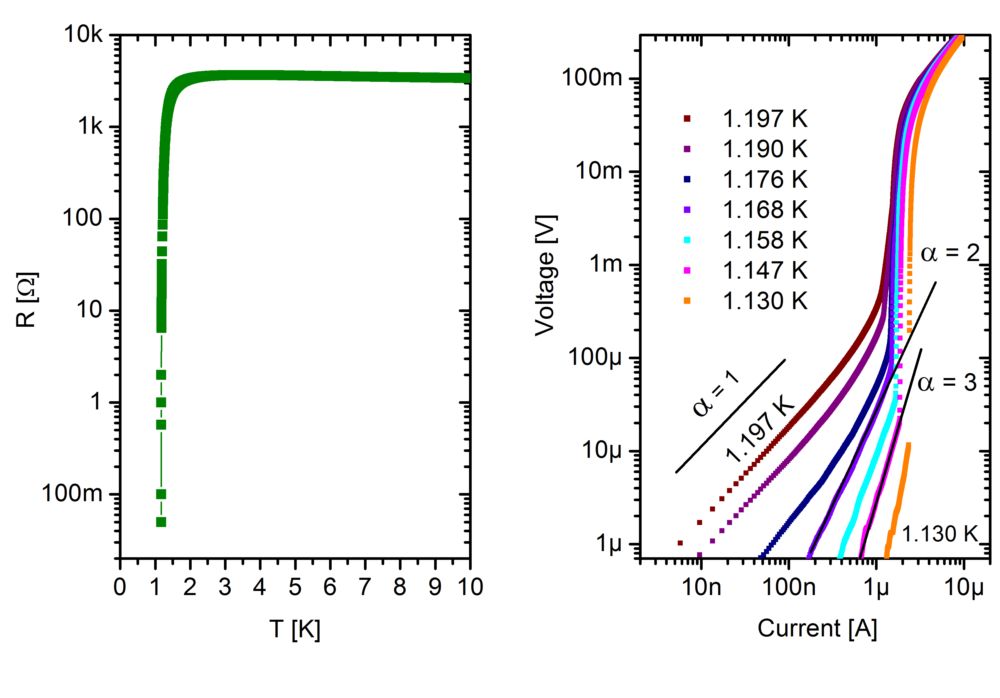 10k
1k
100
10
1
100m
R [Ω]
0 1 2 3 4 5 6 7 8 9 10
T [K]
100m
10m
1m
100µ
10µ
1µ
Voltage [V]
1.197 K
1.190 K
1.176 K
1.168 K
1.158 K
1.147 K
1.130 K
α = 2
α = 3
α = 1
1.197 K
1.130 K
10n 100n 1µ 10µ
Current [A]